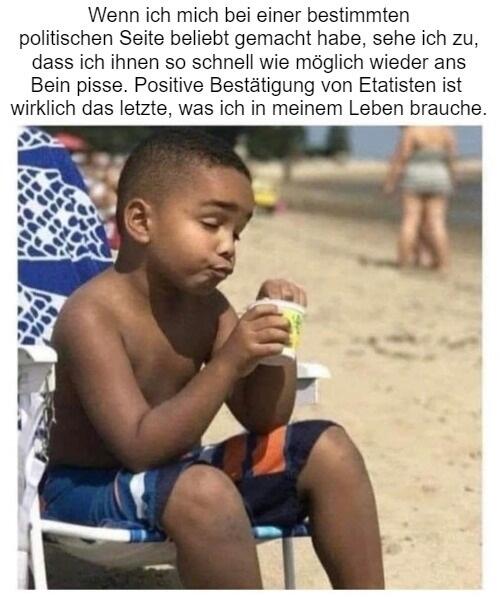 Wenn ich mich bei einer bestimmten
politischen Seite beliebt gemacht habe, sehe ich zu,
dass ich ihnen so schnell wie möglich wieder ans
Bein pisse. Positive Bestätigung von Etatisten ist
wirklich das letzte, was ich in meinem Leben brauche.